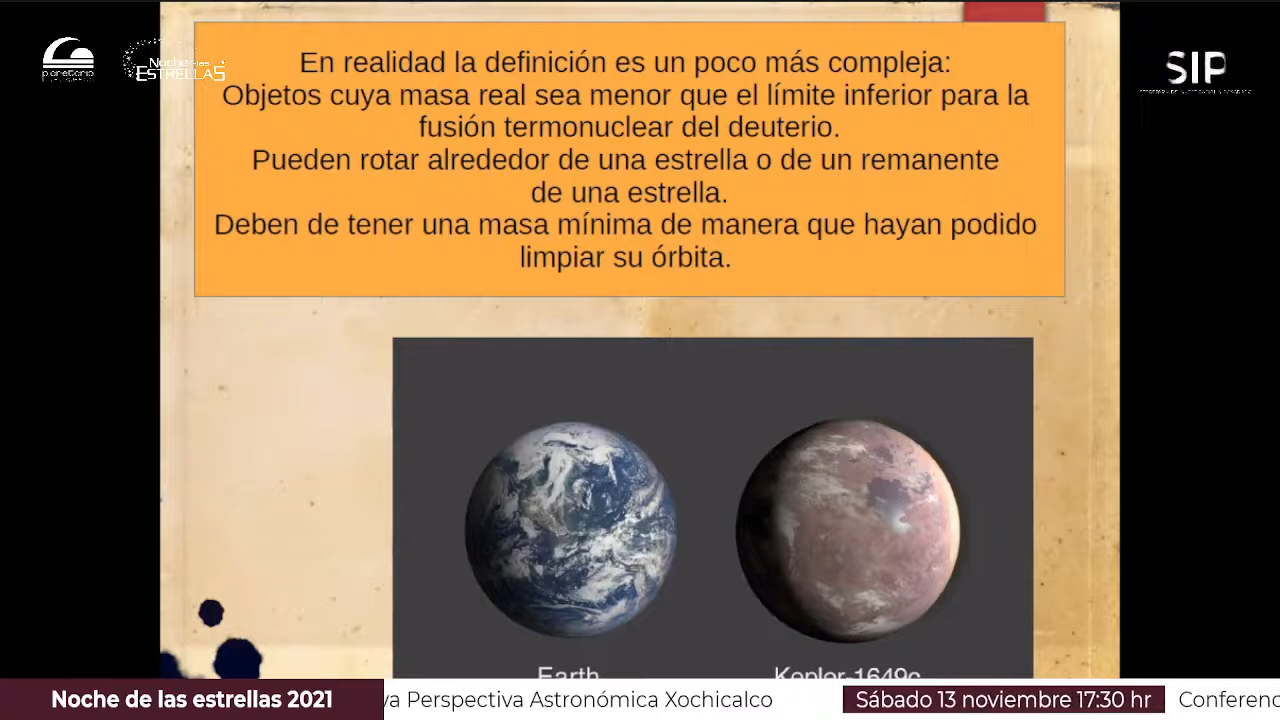 planetario
Noche de las
ESTRELLAS
SIP
En realidad la definición es un poco más compleja:
Objetos cuya masa real sea menor que el límite inferior para la
fusión termonuclear del deuterio.
Pueden rotar alrededor de una estrella o de un remanente
de una estrella.
Deben de tener una masa mínima de manera que hayan podido
limpiar su órbita.
Earth
Kepler-1649c
Noche de las estrellas 2021
va Perspectiva Astronómica Xochicalco
Sábado 13 noviembre 17:30 hr
Conferenc